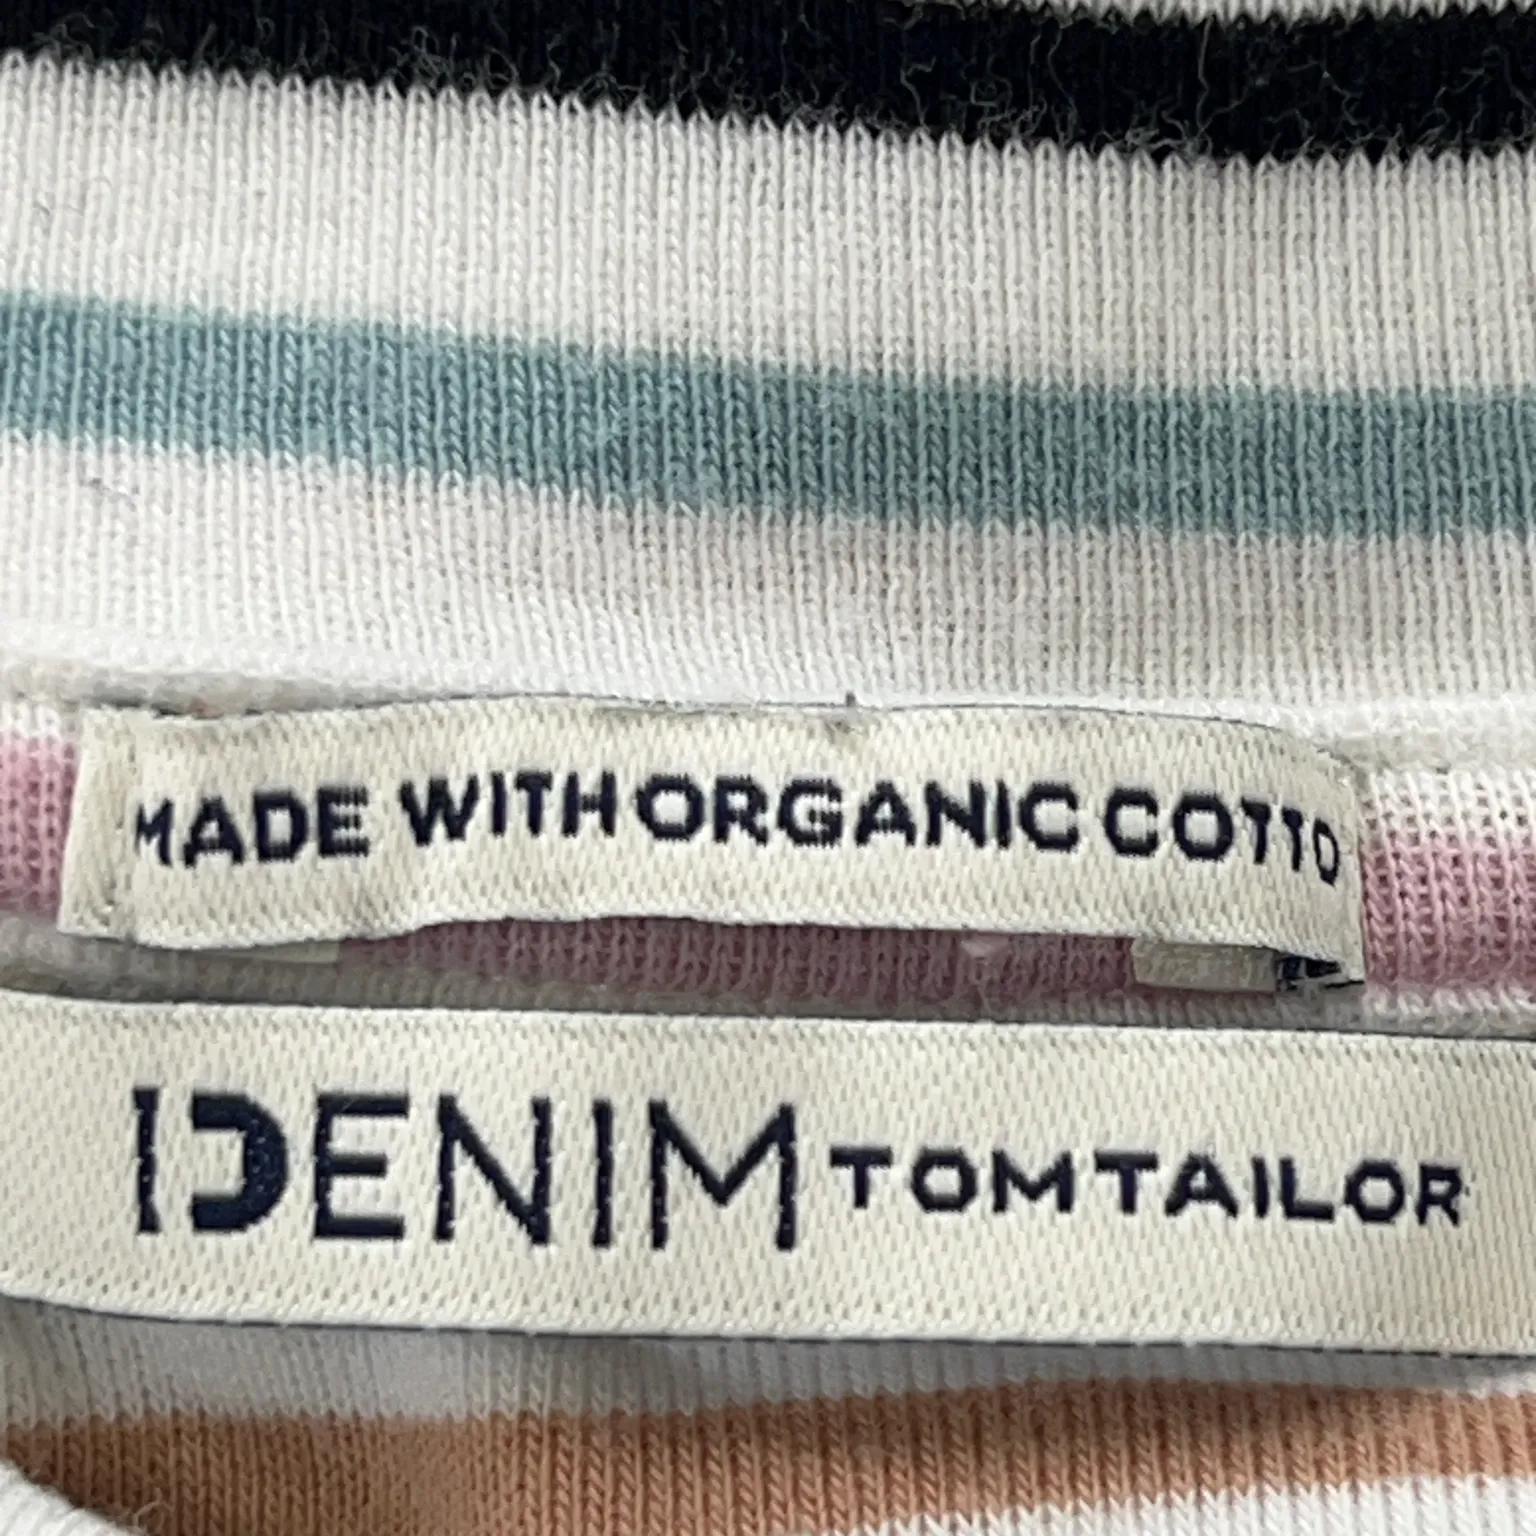 MADE WITH ORGANIC COTTO
DENIM TOM TAILOR